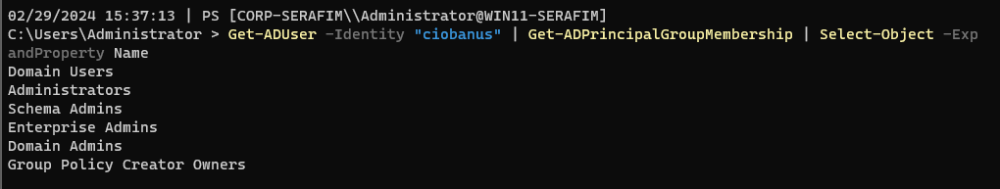 02/29/2024 15:37:13 | PS [CORP-SERAFIM\\Administrator@WIN11-SERAFIM]
C:\Users\Administrator > Get-ADUser -Identity "ciobanus" | Get-ADPrincipalGroupMembership | Select-Object -Exp
andProperty Name
Domain Users
Administrators
Schema Admins
Enterprise Admins
Domain Admins
Group Policy Creator Owners